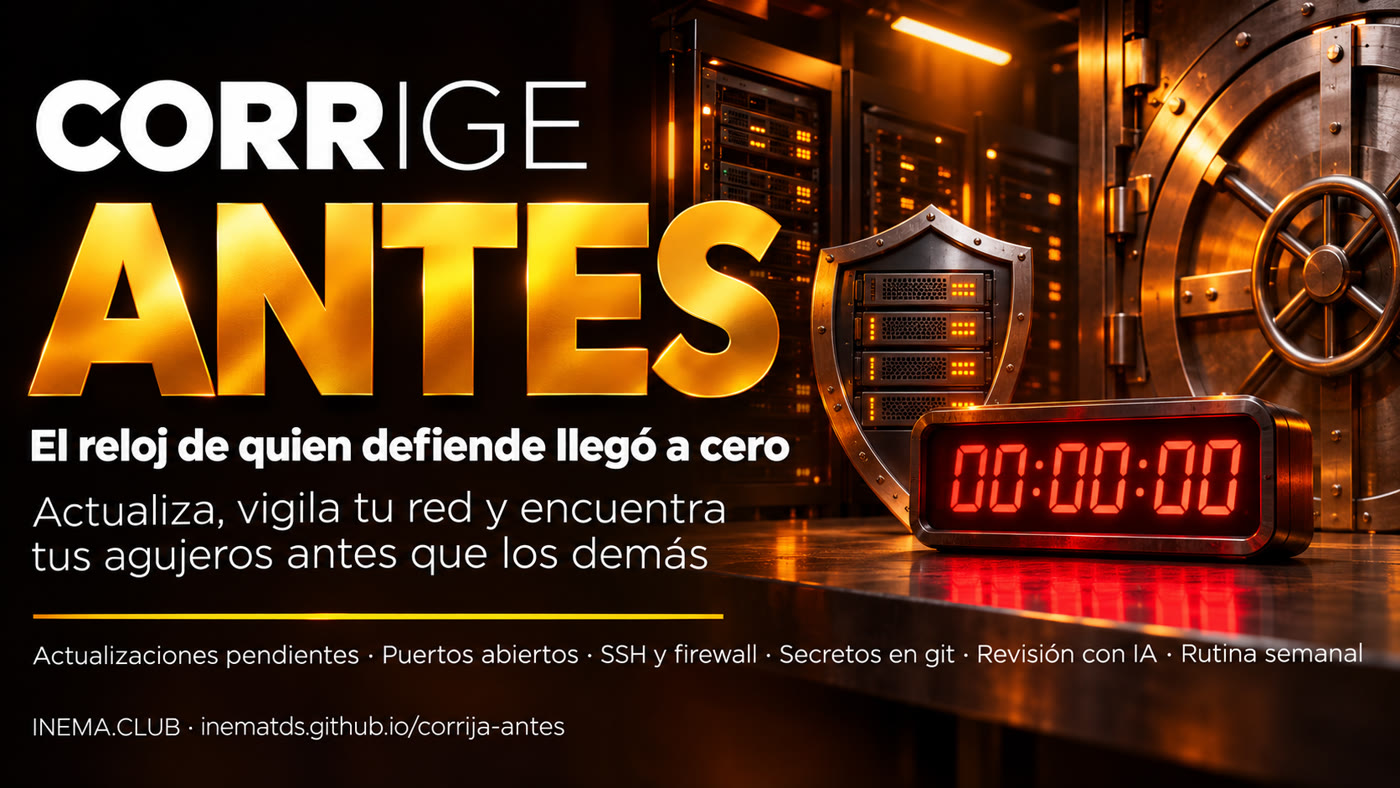 CORRIGE
ANTES
El reloj de quien defiende llegó a cero
Actualiza, vigila tu red y encuentra
tus agujeros antes que los demás
00:00:00
Actualizaciones pendientes · Puertos abiertos · SSH y firewall · Secretos en git · Revisión con IA · Rutina semanal
INEMA.CLUB · inematds.github.io/corrija-antes